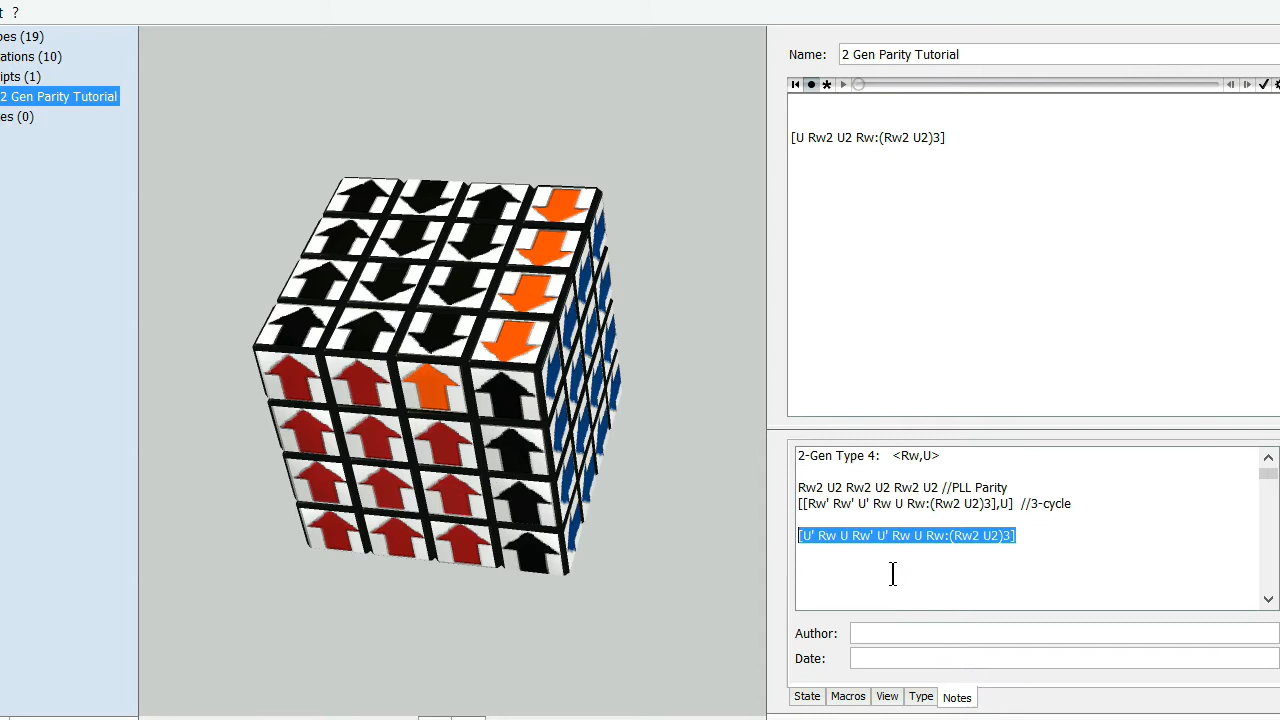 t ?
pes (19)
ations (10)
ipts (1)
2 Gen Parity Tutorial
es (0)
Name: 2 Gen Parity Tutorial
[U Rw2 U2 Rw:(Rw2 U2)3]
2-Gen Type 4: <Rw,U>
Rw2 U2 Rw2 U2 Rw2 U2 //PLL Parity
[[Rw' Rw' U' Rw U Rw:(Rw2 U2)3],U] //3-cycle
[U' Rw U Rw' U' Rw U Rw:(Rw2 U2)3]
Author:
Date:
State Macros View Type Notes